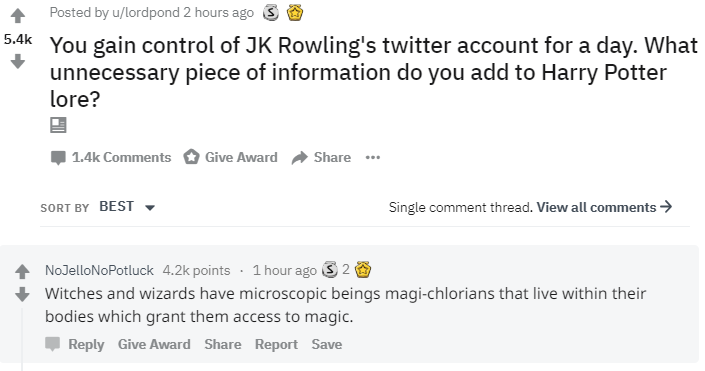 Posted by u/lordpond 2 hours ago S
5.4k
You gain control of JK Rowling's twitter account for a day. What
unnecessary piece of information do you add to Harry Potter
lore?
1.4k Comments Give Award Share ...
SORT BY BEST Single comment thread. View all comments →
NoJelloNoPotluck 4.2k points · 1 hour ago S 2
Witches and wizards have microscopic beings magi-chlorians that live within their
bodies which grant them access to magic.
Reply Give Award Share Report Save